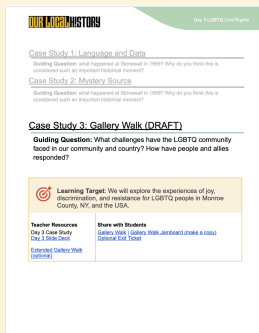 OUR LOCAL HISTORY
Day 3 LGBTQ Civil Rights
Case Study 1: Language and Data
Guiding Question: what happened at Stonewall in 1969? Why do you think this is
considered such an important historical moment?
Case Study 2: Mystery Source
Guiding Question: what happened at Stonewall in 1969? Why do you think this is
considered such an important historical moment?
Case Study 3: Gallery Walk (DRAFT)
Guiding Question: What challenges have the LGBTQ community
faced in our community and country? How have people and allies
responded?
Learning Target: We will explore the experiences of joy,
discrimination, and resistance for LGBTQ people in Monroe
County, NY, and the USA.
Teacher Resources
Day 3 Case Study
Day 3 Slide Deck
Extended Gallery Walk
(optional)
Share with Students
Gallery Walk | Gallery Walk Jamboard (make a copy)
Optional Exit Ticket